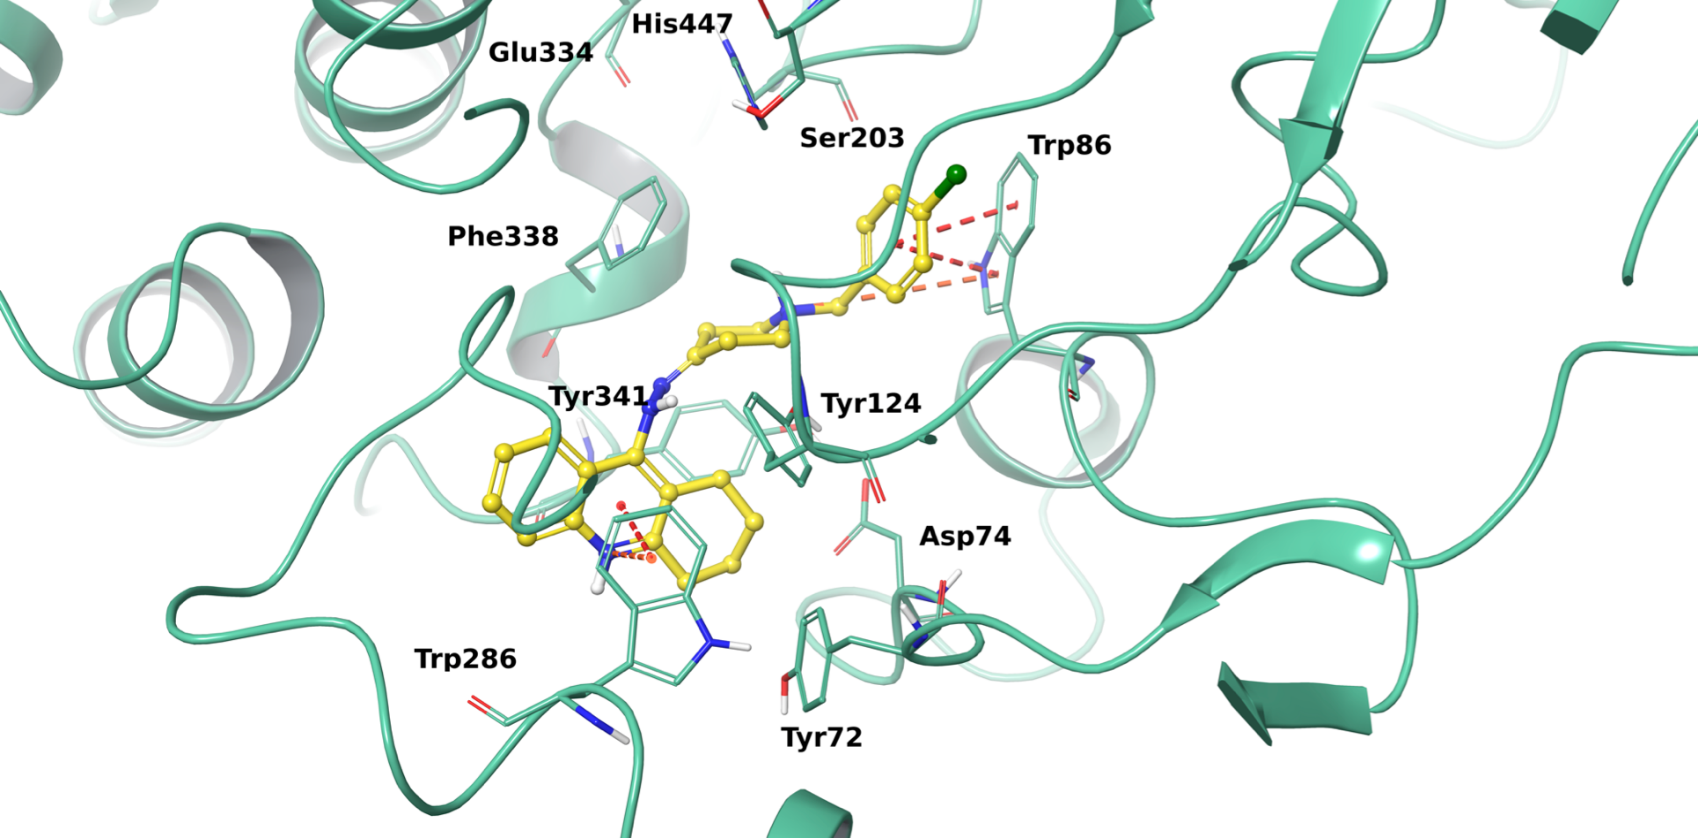 His447
Glu334
Ser203
Trp86
Phe338
Tyr341
Tyr124
Asp74
Trp286
Tyr72